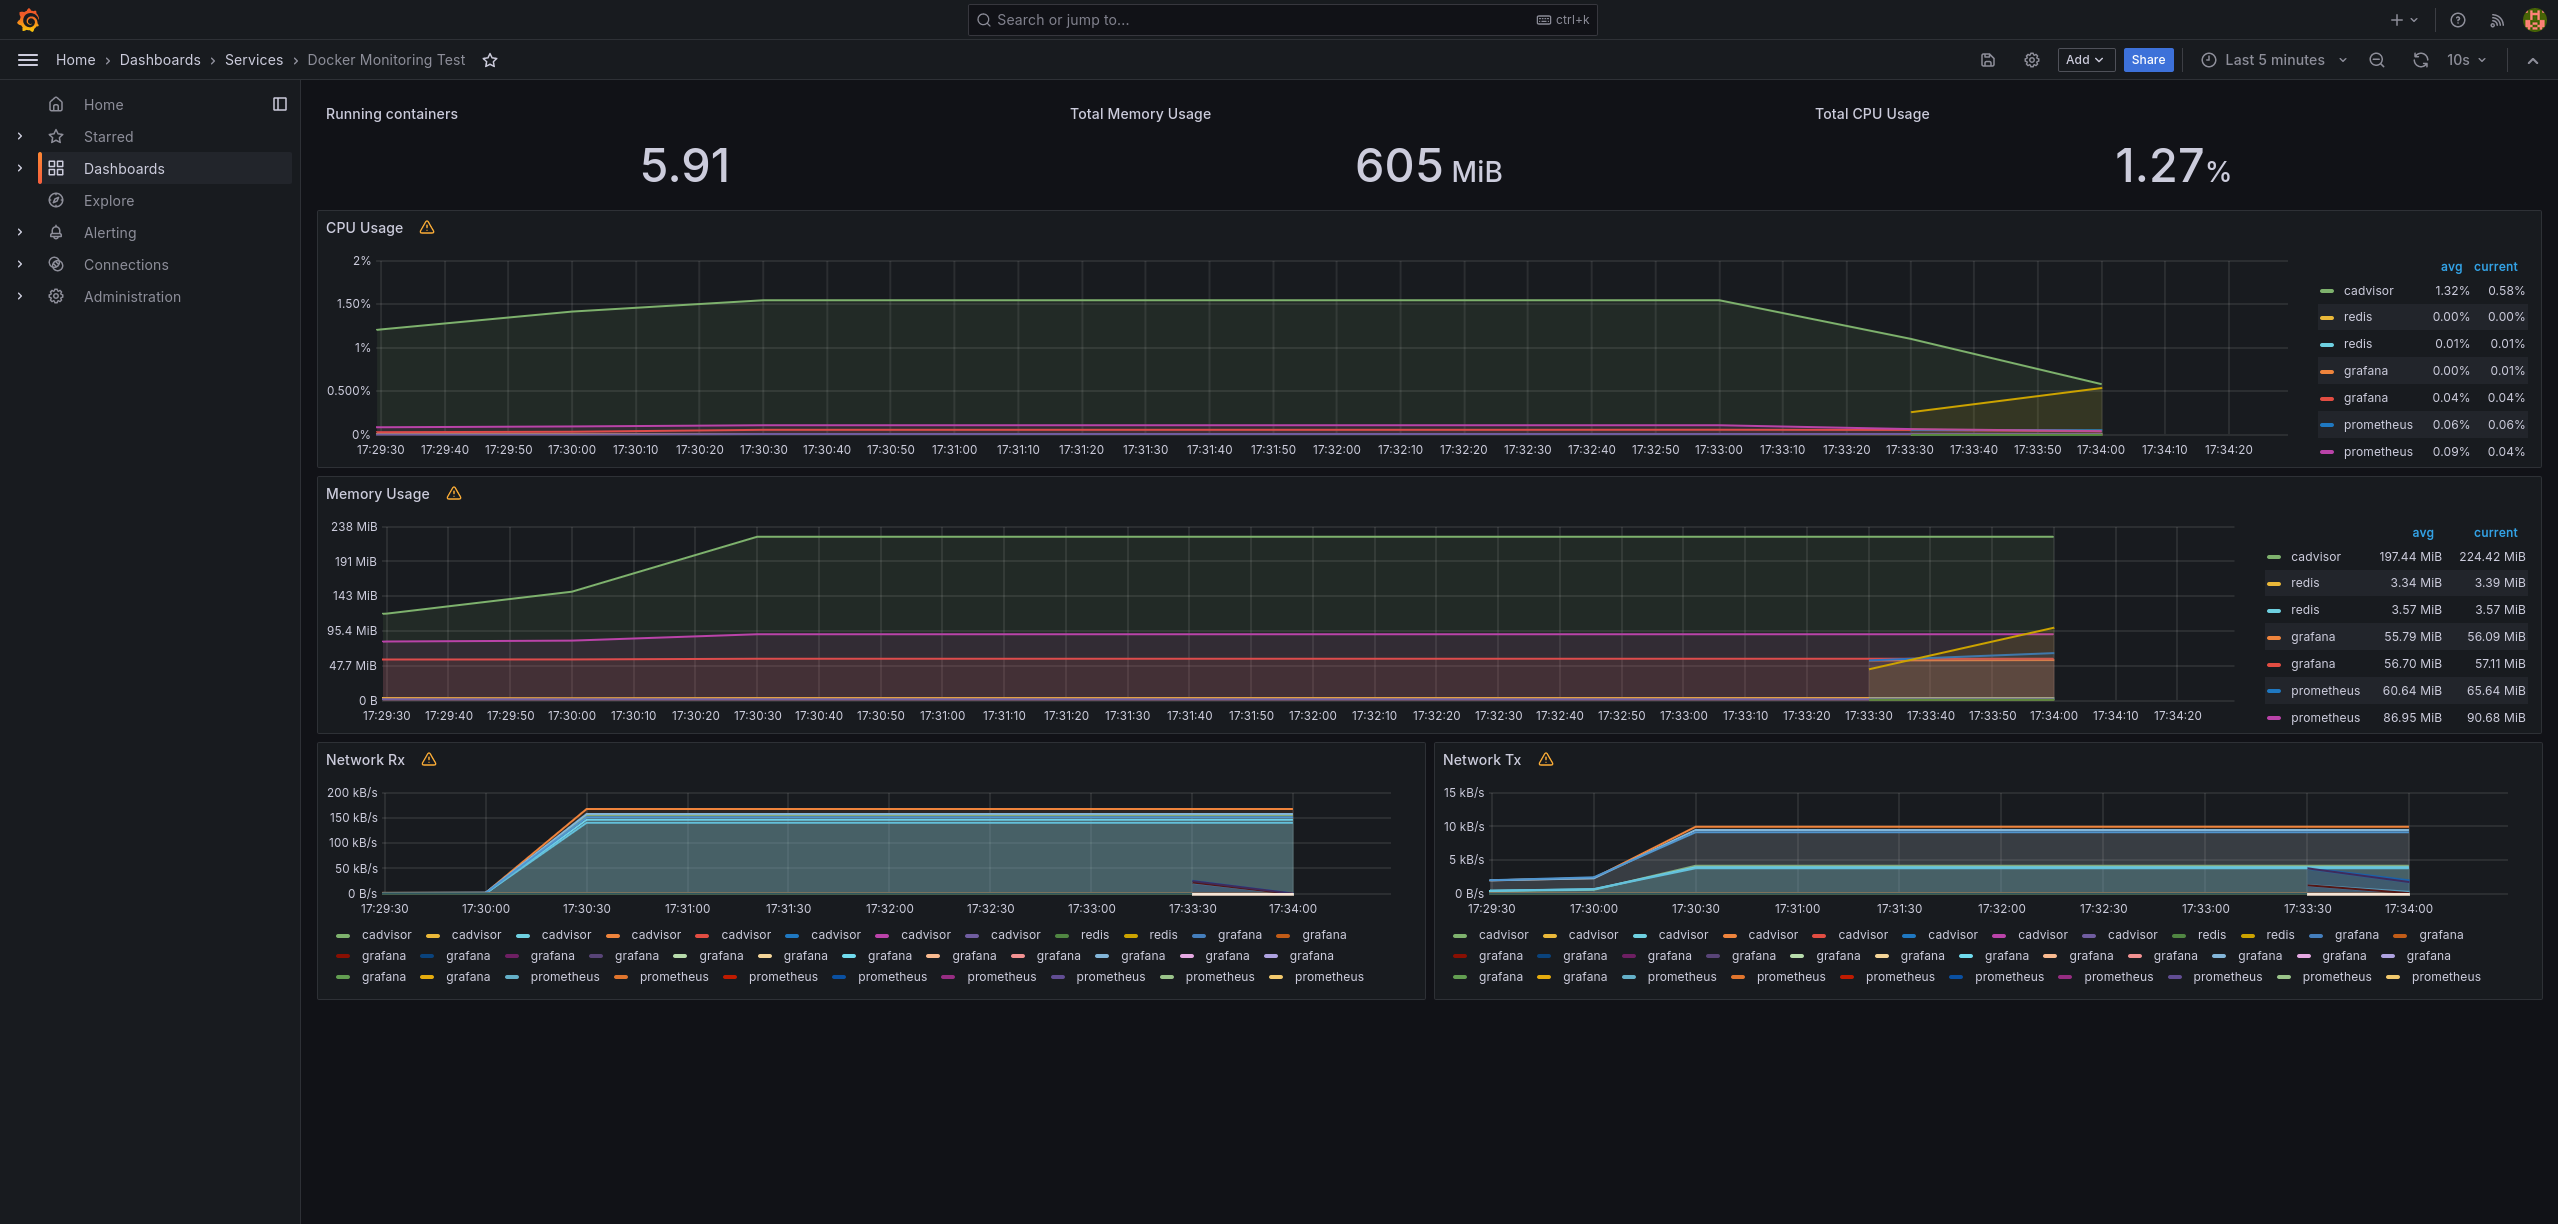 Search or jump to... ctrl+k
Home › Dashboards › Services › Docker Monitoring Test
Add Share Last 5 minutes 10s
Home
Starred
Dashboards
Explore
Alerting
Connections
Administration
Running containers
5.91
Total Memory Usage
605 MiB
Total CPU Usage
1.27%
CPU Usage
2%
1.50%
1%
0.500%
0%
17:29:30 17:29:40 17:29:50 17:30:00 17:30:10 17:30:20 17:30:30 17:30:40 17:30:50 17:31:00 17:31:10 17:31:20 17:31:30 17:31:40 17:31:50 17:32:00 17:32:10 17:32:20 17:32:30 17:32:40 17:32:50 17:33:00 17:33:10 17:33:20 17:33:30 17:33:40 17:33:50 17:34:00 17:34:10 17:34:20
avg current
cadvisor 1.32% 0.58%
redis 0.00% 0.00%
redis 0.01% 0.01%
grafana 0.00% 0.01%
grafana 0.04% 0.04%
prometheus 0.06% 0.06%
prometheus 0.09% 0.04%
Memory Usage
238 MiB
191 MiB
143 MiB
95.4 MiB
47.7 MiB
0 B
17:29:30 17:29:40 17:29:50 17:30:00 17:30:10 17:30:20 17:30:30 17:30:40 17:30:50 17:31:00 17:31:10 17:31:20 17:31:30 17:31:40 17:31:50 17:32:00 17:32:10 17:32:20 17:32:30 17:32:40 17:32:50 17:33:00 17:33:10 17:33:20 17:33:30 17:33:40 17:33:50 17:34:00 17:34:10 17:34:20
avg current
cadvisor 197.44 MiB 224.42 MiB
redis 3.34 MiB 3.39 MiB
redis 3.57 MiB 3.57 MiB
grafana 55.79 MiB 56.09 MiB
grafana 56.70 MiB 57.11 MiB
prometheus 60.64 MiB 65.64 MiB
prometheus 86.95 MiB 90.68 MiB
Network Rx
200 kB/s
150 kB/s
100 kB/s
50 kB/s
0 B/s
17:29:30 17:30:00 17:30:30 17:31:00 17:31:30 17:32:00 17:32:30 17:33:00 17:33:30 17:34:00
cadvisor cadvisor cadvisor cadvisor cadvisor cadvisor cadvisor cadvisor redis redis grafana grafana
grafana grafana grafana grafana grafana grafana grafana grafana grafana grafana grafana grafana
grafana grafana prometheus prometheus prometheus prometheus prometheus prometheus prometheus prometheus
Network Tx
15 kB/s
10 kB/s
5 kB/s
0 B/s
17:29:30 17:30:00 17:30:30 17:31:00 17:31:30 17:32:00 17:32:30 17:33:00 17:33:30 17:34:00
cadvisor cadvisor cadvisor cadvisor cadvisor cadvisor cadvisor cadvisor redis redis grafana grafana
grafana grafana grafana grafana grafana grafana grafana grafana grafana grafana grafana grafana
grafana grafana prometheus prometheus prometheus prometheus prometheus prometheus prometheus prometheus